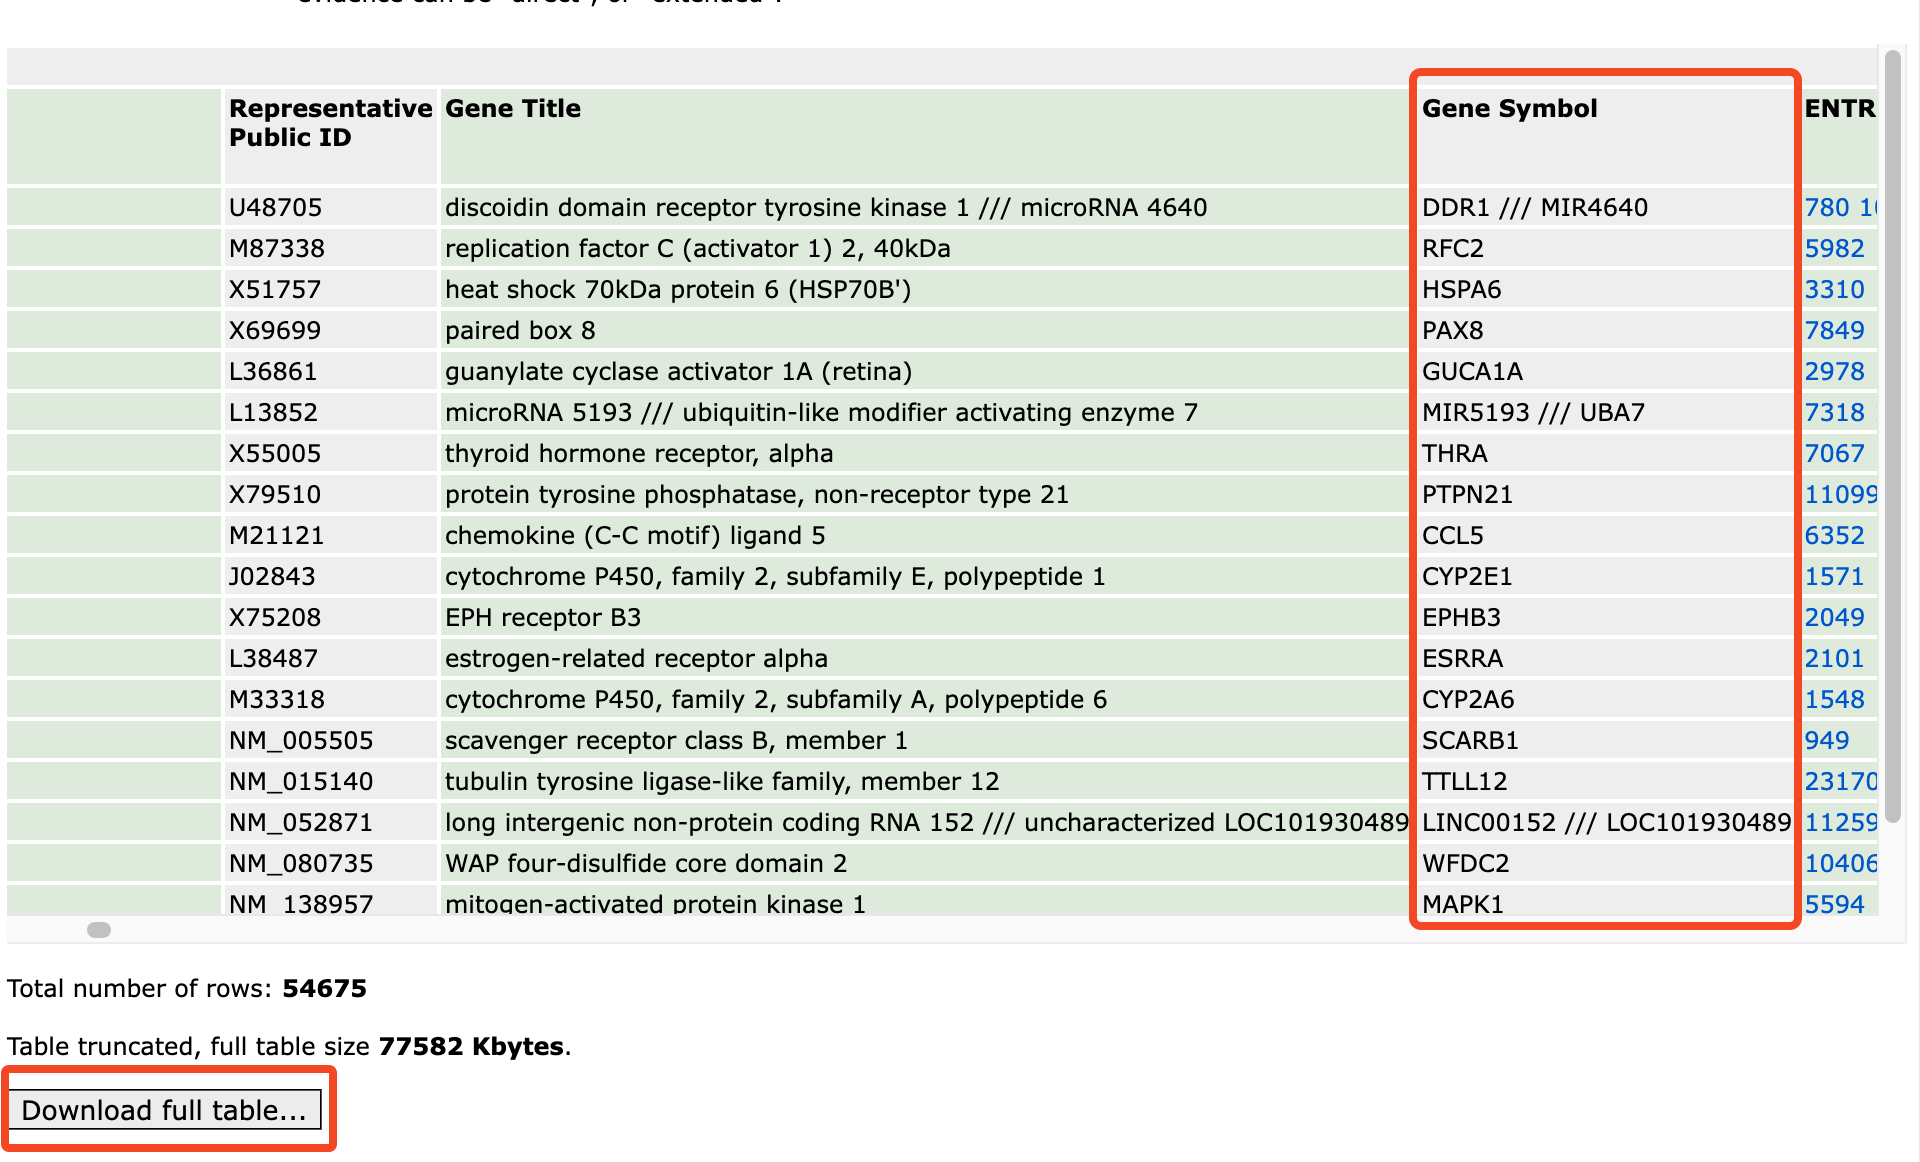 evidence can be "direct", or "extended".
Representative Public ID Gene Title Gene Symbol ENTR
U48705 discoidin domain receptor tyrosine kinase 1 /// microRNA 4640 DDR1 /// MIR4640 780
M87338 replication factor C (activator 1) 2, 40kDa RFC2 5982
X51757 heat shock 70kDa protein 6 (HSP70B') HSPA6 3310
X69699 paired box 8 PAX8 7849
L36861 guanylate cyclase activator 1A (retina) GUCA1A 2978
L13852 microRNA 5193 /// ubiquitin-like modifier activating enzyme 7 MIR5193 /// UBA7 7318
X55005 thyroid hormone receptor, alpha THRA 7067
X79510 protein tyrosine phosphatase, non-receptor type 21 PTPN21 11099
M21121 chemokine (C-C motif) ligand 5 CCL5 6352
J02843 cytochrome P450, family 2, subfamily E, polypeptide 1 CYP2E1 1571
X75208 EPH receptor B3 EPHB3 2049
L38487 estrogen-related receptor alpha ESRRA 2101
M33318 cytochrome P450, family 2, subfamily A, polypeptide 6 CYP2A6 1548
NM_005505 scavenger receptor class B, member 1 SCARB1 949
NM_015140 tubulin tyrosine ligase-like family, member 12 TTLL12 23170
NM_052871 long intergenic non-protein coding RNA 152 /// uncharacterized LOC101930489 LINC00152 /// LOC101930489 11259
NM_080735 WAP four-disulfide core domain 2 WFDC2 10406
NM_138957 mitogen-activated protein kinase 1 MAPK1 5594
Total number of rows: 54675
Table truncated, full table size 77582 Kbytes.
Download full table...